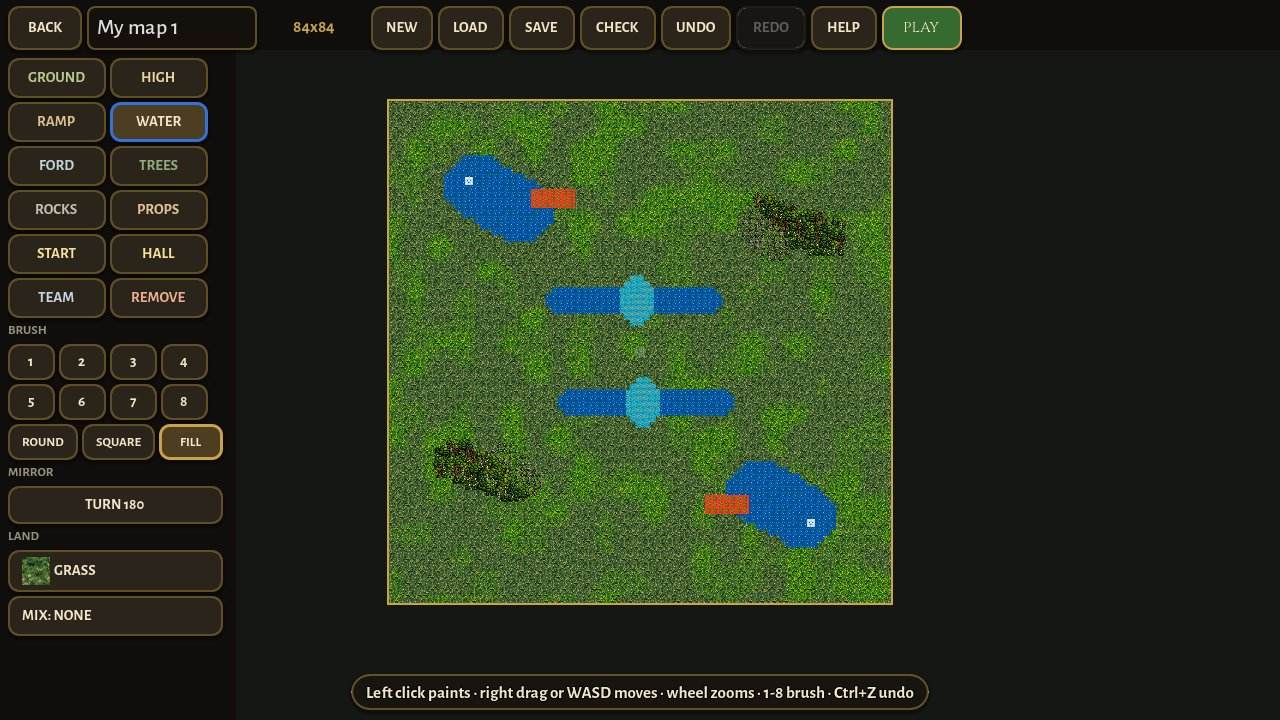 BACK
My map 1
84x84
NEW
LOAD
SAVE
CHECK
UNDO
REDO
HELP
PLAY
GROUND
HIGH
RAMP
WATER
FORD
TREES
ROCKS
PROPS
START
HALL
TEAM
REMOVE
BRUSH
1
2
3
4
5
6
7
8
ROUND
SQUARE
FILL
MIRROR
TURN 180
LAND
GRASS
MIX: NONE
Left click paints · right drag or WASD moves · wheel zooms · 1-8 brush · Ctrl+Z undo